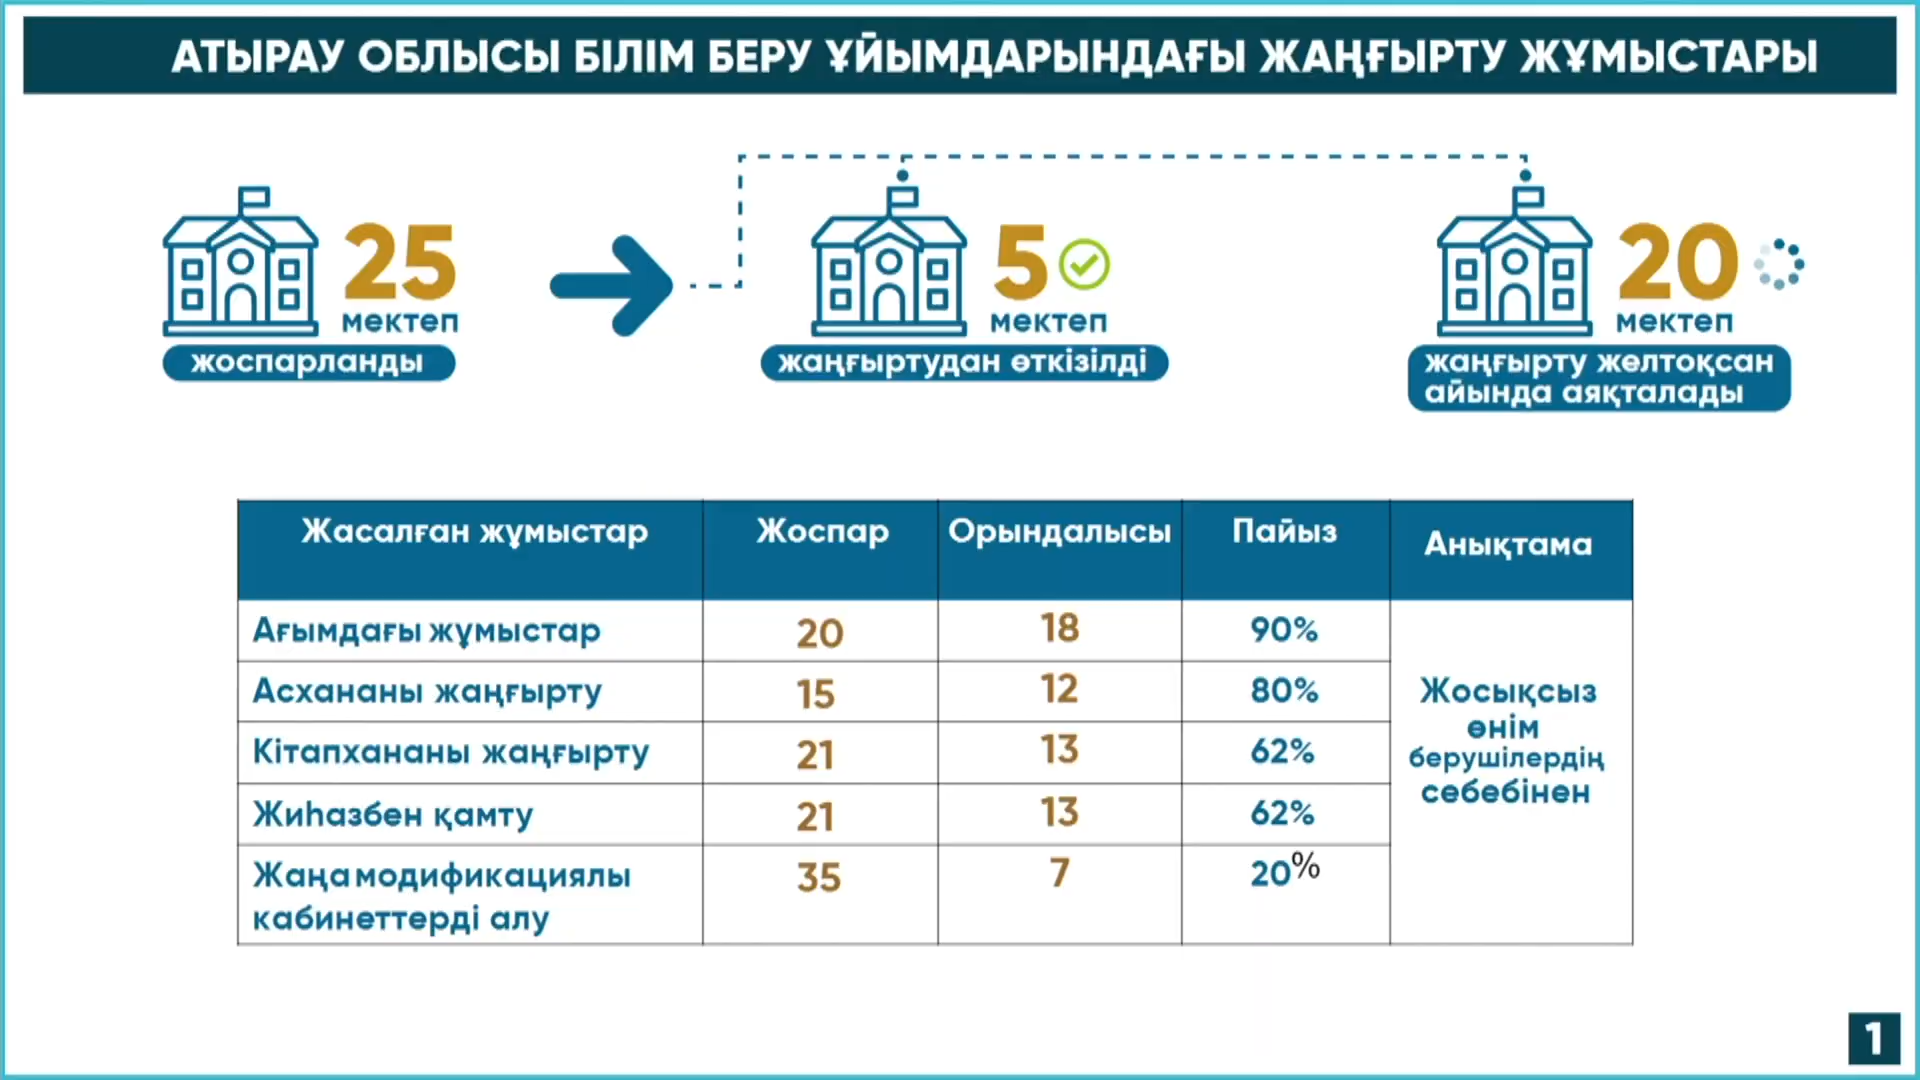 АТЫРАУ ОБЛЫСЫ БІЛІМ БЕРУ ҰЙЫМДАРЫНДАҒЫ ЖАҢҒЫРТУ ЖҰМЫСТАРЫ
25
мектеп
жоспарланды
5
мектеп
жаңғыртудан өткізілді
20
мектеп
жаңғырту желтоқсан
айында аяқталады
Жасалған жұмыстар Жоспар Орындалысы Пайыз Анықтама
Ағымдағы жұмыстар 20 18 90%
Асхананы жаңғырту 15 12 80%
Кітапхананы жаңғырту 21 13 62%
Жиһазбен қамту 21 13 62%
Жаңа модификациялы 35 7 20%
кабинеттерді алу
Жосықсыз
өнім
берушілердің
себебінен
1